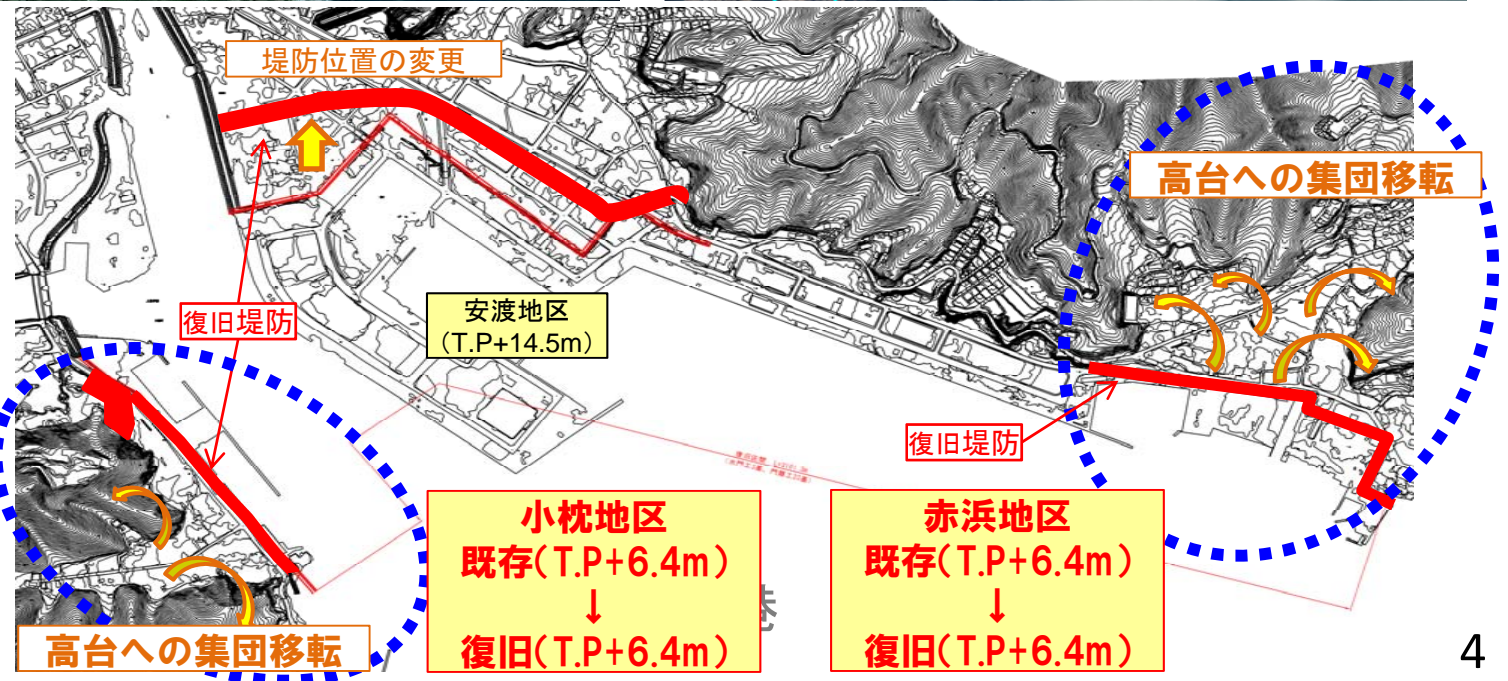 堤防位置の変更
高台への集団移転
復旧堤防
安渡地区
(T.P+14.5m)
復旧堤防
小枕地区
既存(T.P+6.4m)
↓
復旧(T.P+6.4m)
赤浜地区
既存(T.P+6.4m)
↓
復旧(T.P+6.4m)
港
高台への集団移転
4